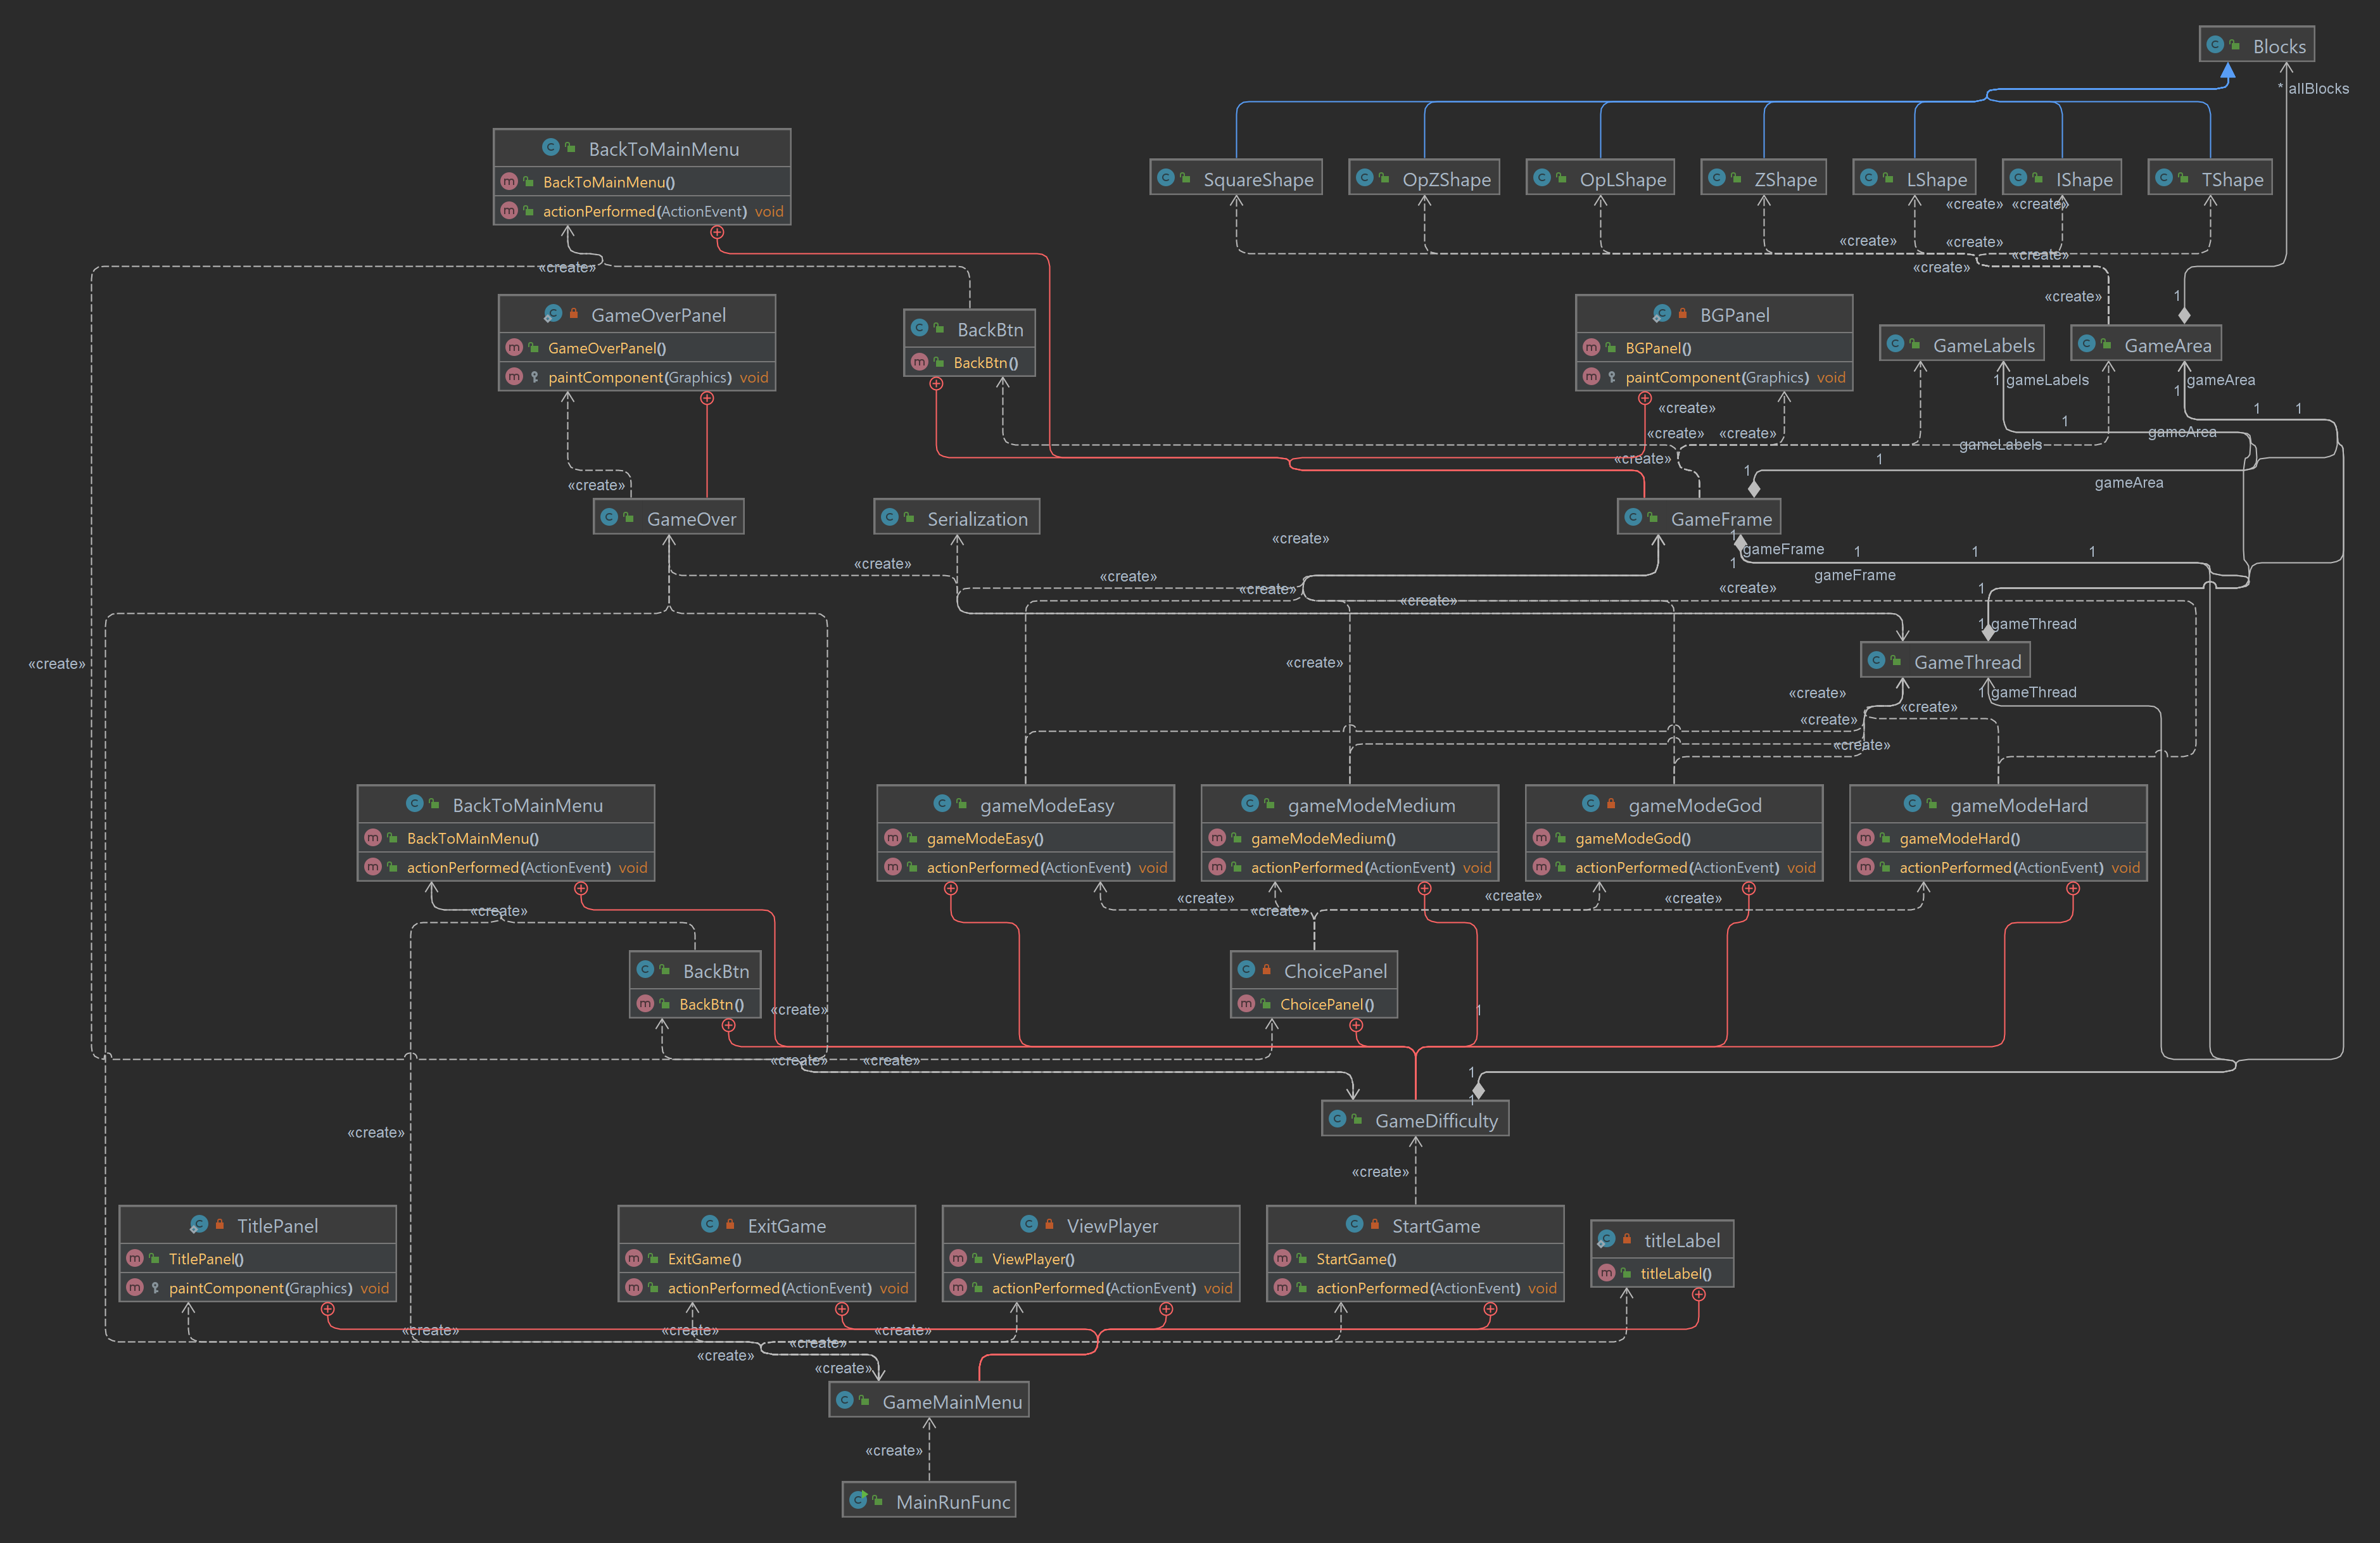 Blocks
* allBlocks
BackToMainMenu
BackToMainMenu()
actionPerformed(ActionEvent) void
SquareShape
OpZShape
OpLShape
ZShape
LShape
IShape
TShape
«create»
«create»
«create»
«create»
«create»
«create»
«create»
«create»
GameOverPanel
GameOverPanel()
paintComponent(Graphics) void
BackBtn
BackBtn()
BGPanel
BGPanel()
paintComponent(Graphics) void
«create»
1
GameLabels
GameArea
1 gameLabels
gameArea
1
«create»
1
1
1
«create»
«create»
gameArea
gameLabels
«create»
1
1
gameArea
«create»
GameOver
Serialization
GameFrame
1
«create»
gameFrame
1
1
1
«create»
1
«create»
gameFrame
«create»
«create»
1
«create»
1 gameThread
«create»
«create»
GameThread
«create»
1 gameThread
«create»
«create»
«create»
BackToMainMenu
BackToMainMenu()
actionPerformed(ActionEvent) void
gameModeEasy
gameModeEasy()
actionPerformed(ActionEvent) void
gameModeMedium
gameModeMedium()
actionPerformed(ActionEvent) void
gameModeGod
gameModeGod()
actionPerformed(ActionEvent) void
gameModeHard
gameModeHard()
actionPerformed(ActionEvent) void
«create»
«create»
«create»
«create»
«create»
BackBtn
BackBtn()
ChoicePanel
ChoicePanel()
«create»
1
«create»
«create»
1
1
GameDifficulty
«create»
«create»
TitlePanel
TitlePanel()
paintComponent(Graphics) void
ExitGame
ExitGame()
actionPerformed(ActionEvent) void
ViewPlayer
ViewPlayer()
actionPerformed(ActionEvent) void
StartGame
StartGame()
actionPerformed(ActionEvent) void
titleLabel
titleLabel()
«create»
«create»
«create»
«create»
«create»
«create»
GameMainMenu
«create»
MainRunFunc